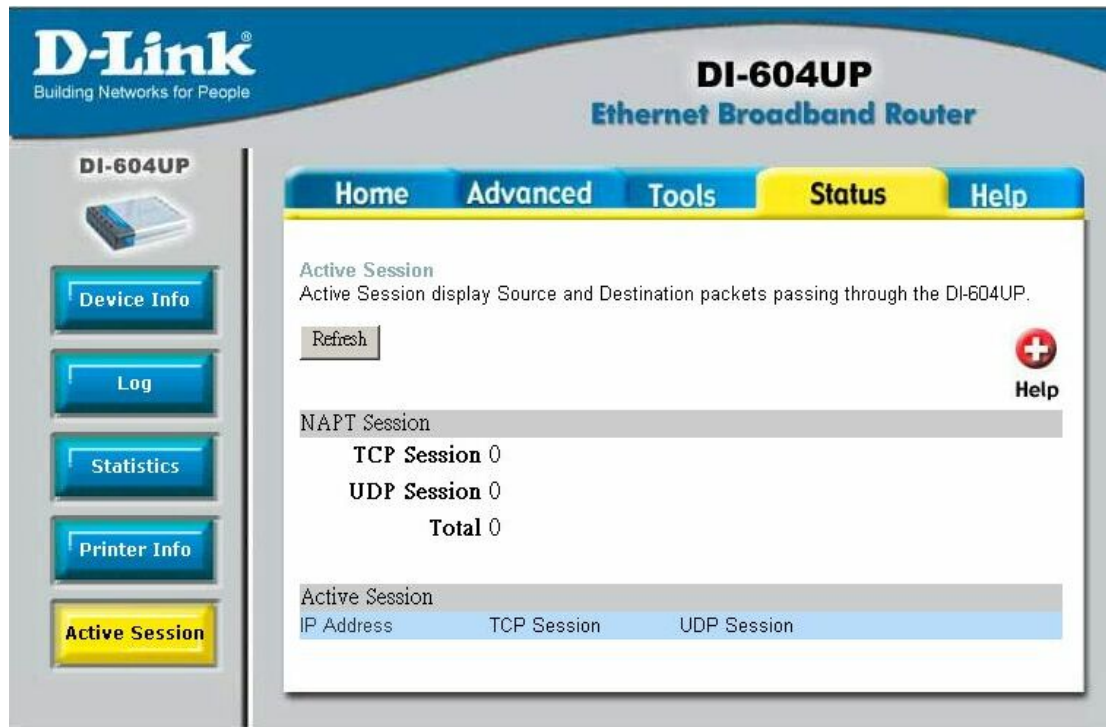 D-Link®
Building Networks for People
DI-604UP
Ethernet Broadband Router
DI-604UP
Home Advanced Tools Status Help
Device Info
Log
Statistics
Printer Info
Active Session
Active Session
Active Session display Source and Destination packets passing through the DI-604UP.
Refresh
Help
NAPT Session
TCP Session 0
UDP Session 0
Total 0
Active Session
IP Address TCP Session UDP Session